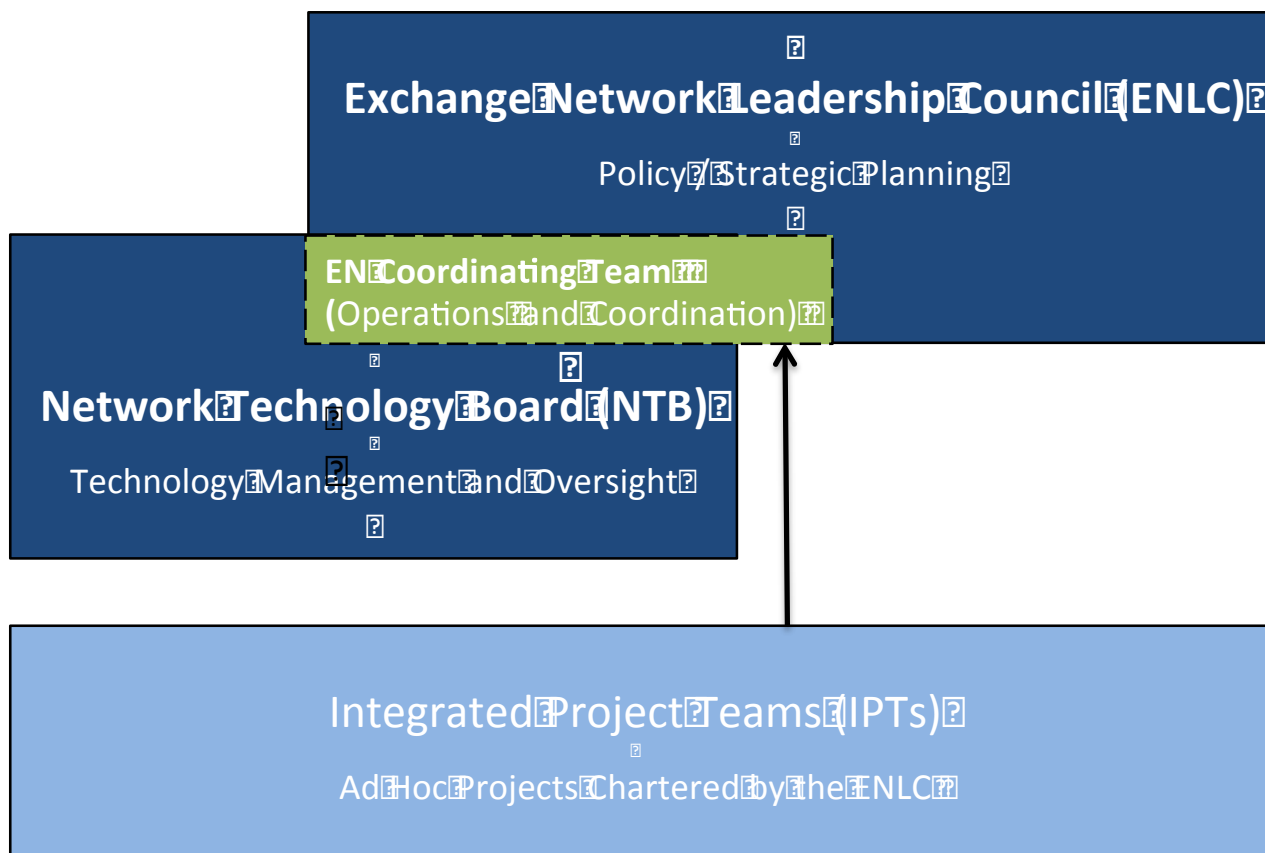 Exchange Network Leadership Council (ENLC)
Policy / Strategic Planning
EN Coordinating Team
(Operations and Coordination)
Network Technology Board (NTB)
Technology Management and Oversight
Integrated Project Teams (IPTs)
Ad Hoc Projects Chartered by the ENLC